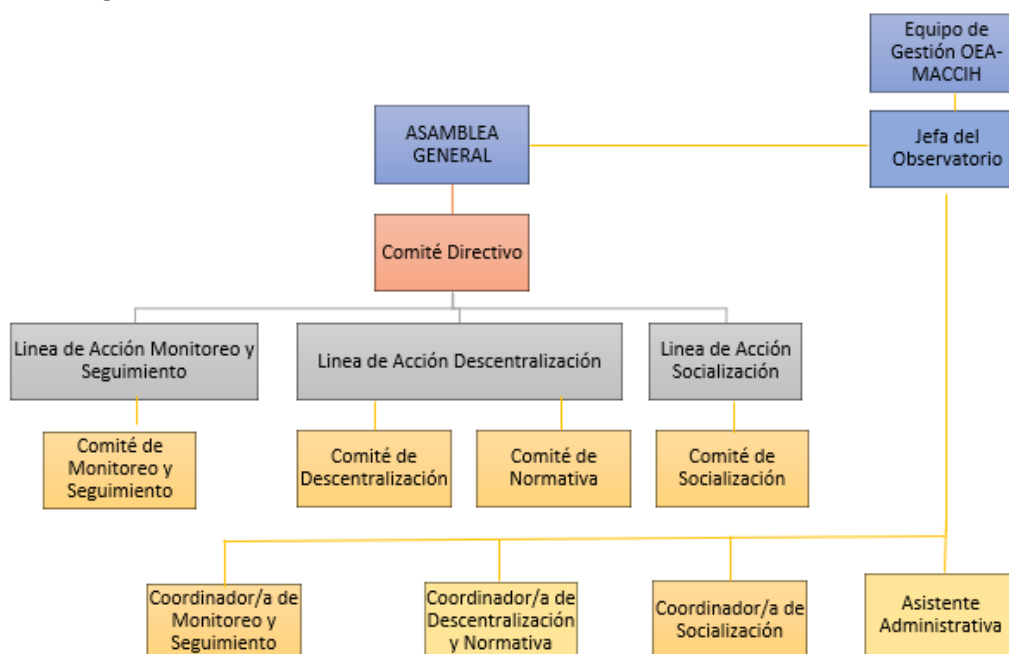 Equipo de
Gestión OEA-
MACCIH
ASAMBLEA
GENERAL
Jefa del
Observatorio
Comité Directivo
Linea de Acción Monitoreo y
Seguimiento
Linea de Acción Descentralización
Linea de Acción
Socialización
Comité de
Monitoreo y
Seguimiento
Comité de
Descentralización
Comité de
Normativa
Comité de
Socialización
Coordinador/a de
Monitoreo y
Seguimiento
Coordinador/a de
Descentralización
y Normativa
Coordinador/a de
Socialización
Asistente
Administrativa